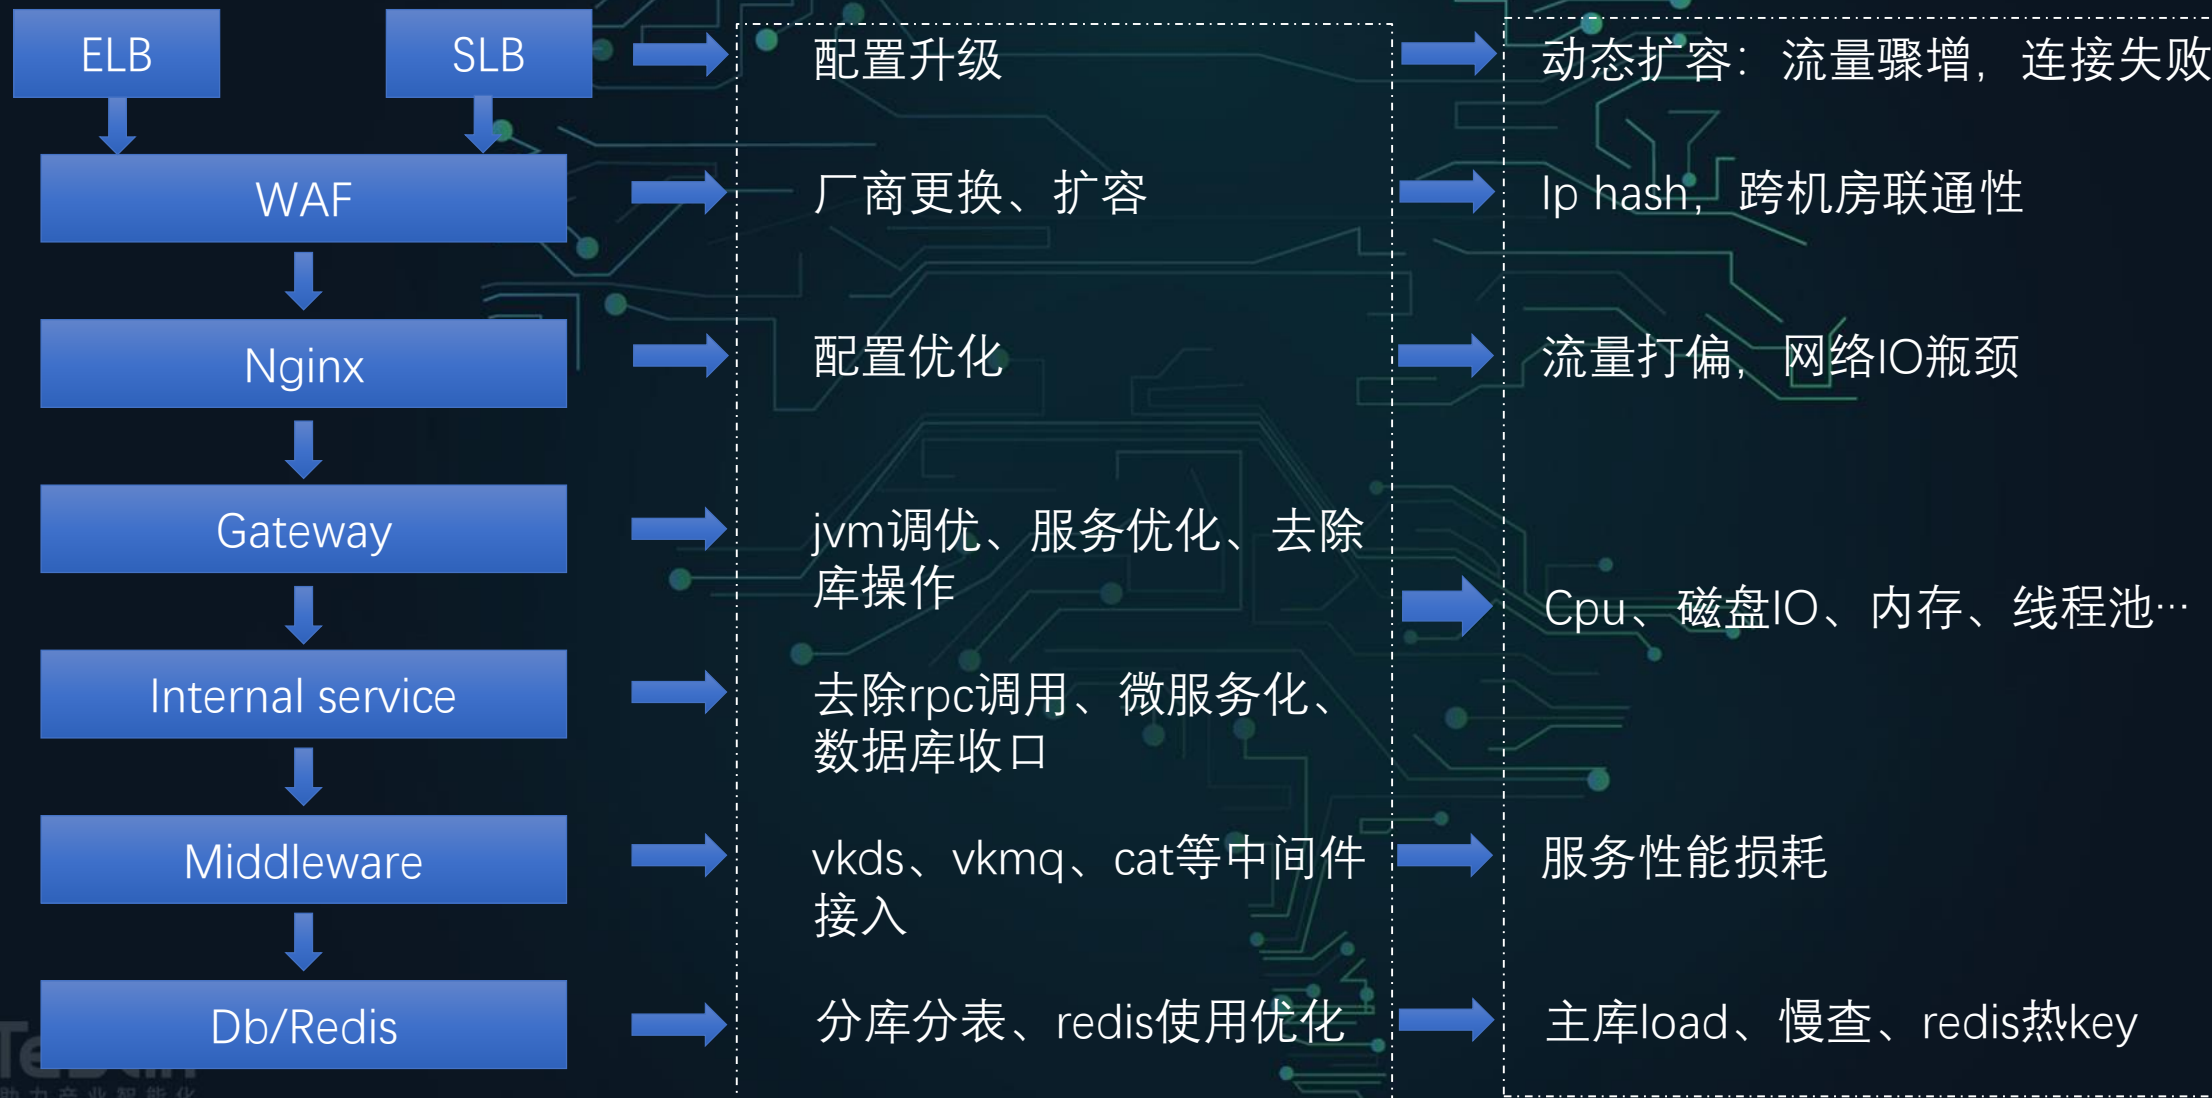 ELB
SLB
配置升级
动态扩容：流量骤增，连接失败
WAF
厂商更换、扩容
Ip hash，跨机房联通性
Nginx
配置优化
流量打偏，网络IO瓶颈
Gateway
jvm调优、服务优化、去除
库操作
Cpu、磁盘IO、内存、线程池…
Internal service
去除rpc调用、微服务化、
数据库收口
Middleware
vkds、vkmq、cat等中间件
接入
服务性能损耗
Db/Redis
分库分表、redis使用优化
主库load、慢查、redis热key
助力产业智能化